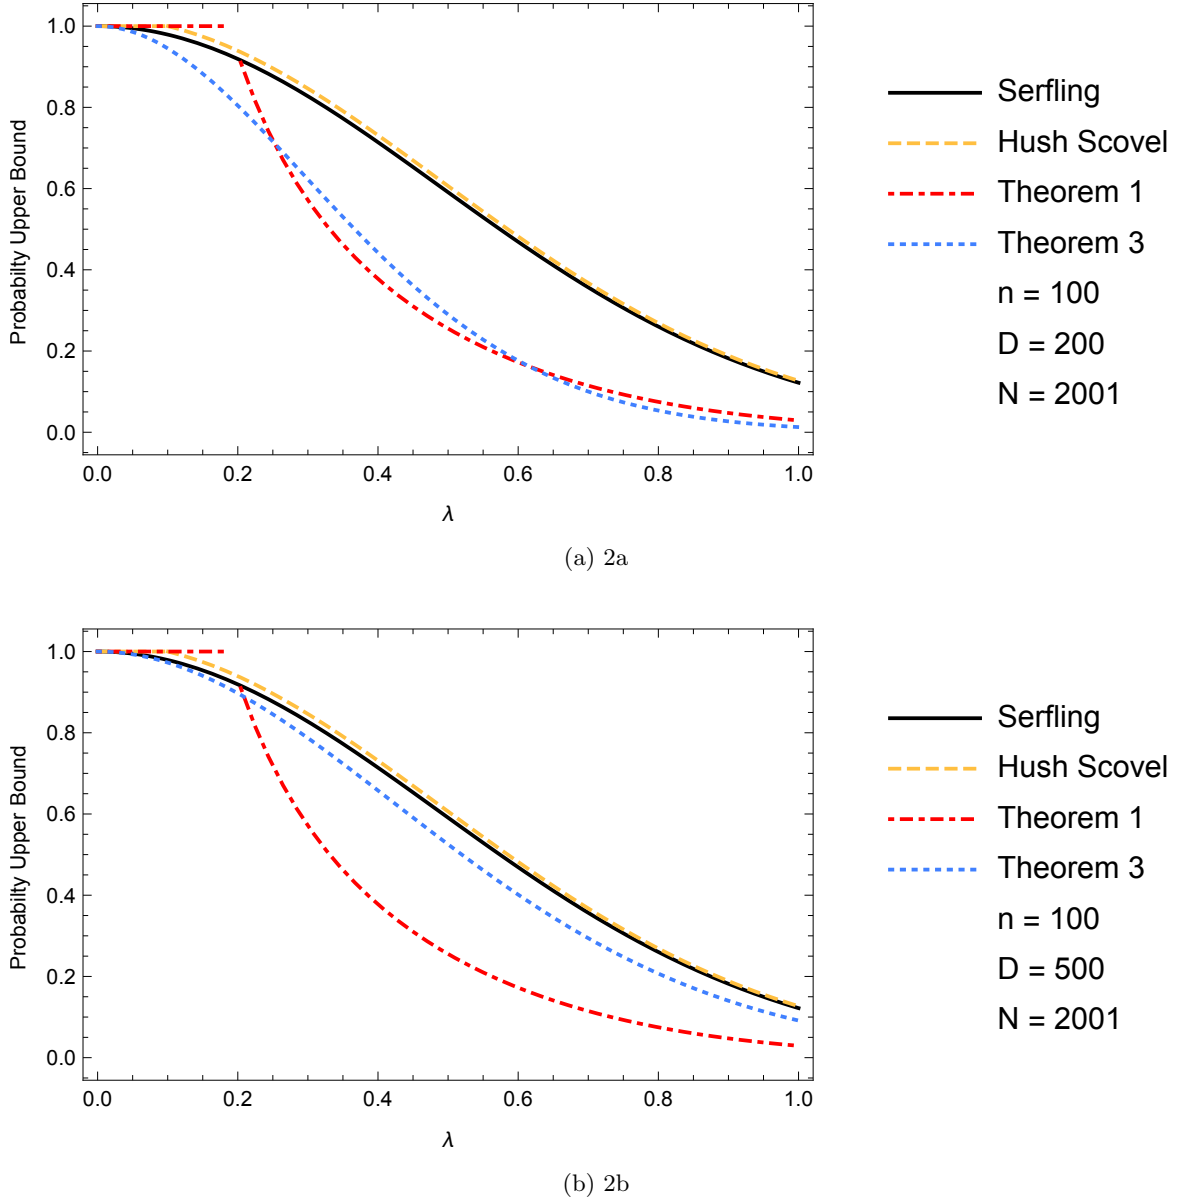 1.0
0.8
0.6
0.4
0.2
0.0
Probabilty Upper Bound
0.0 0.2 0.4 0.6 0.8 1.0
λ
Serfling
Hush Scovel
Theorem 1
Theorem 3
n = 100
D = 200
N = 2001
(a) 2a
1.0
0.8
0.6
0.4
0.2
0.0
Probabilty Upper Bound
0.0 0.2 0.4 0.6 0.8 1.0
λ
Serfling
Hush Scovel
Theorem 1
Theorem 3
n = 100
D = 500
N = 2001
(b) 2b